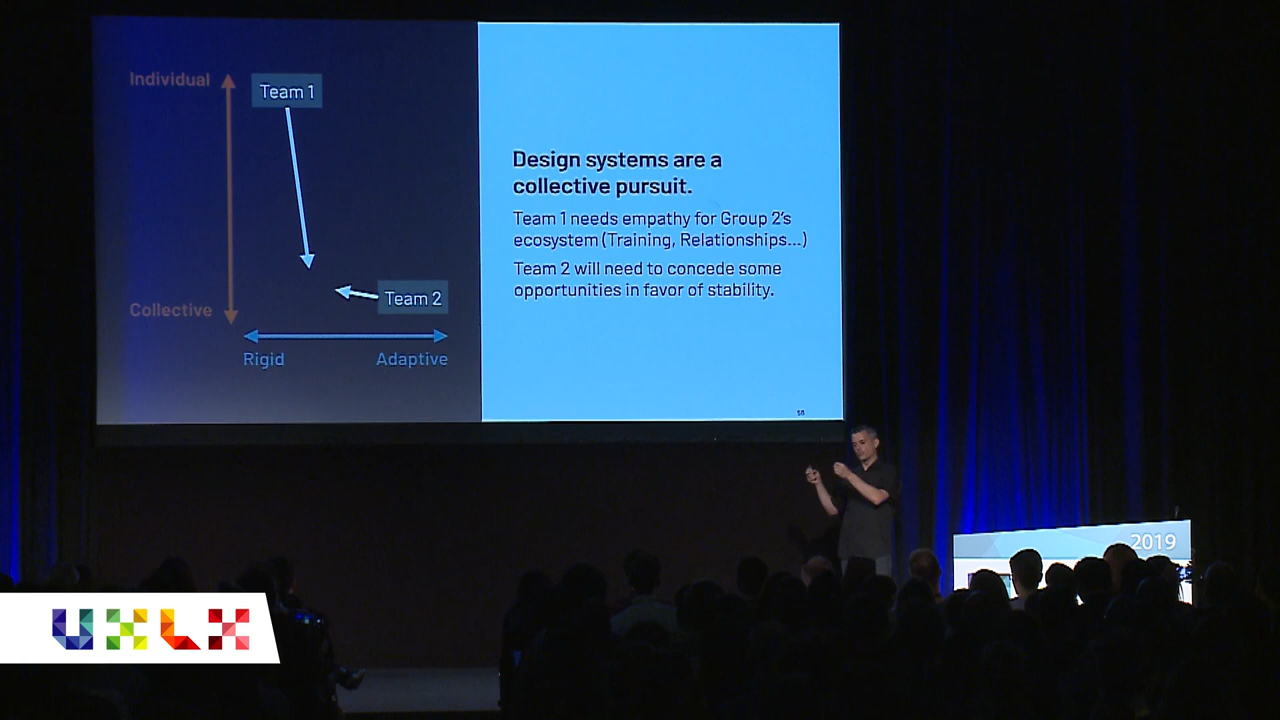 Individual
Team 1
Collective
Team 2
Rigid
Adaptive
Design systems are a
collective pursuit.
Team 1 needs empathy for Group 2's
ecosystem (Training, Relationships...)
Team 2 will need to concede some
opportunities in favor of stability.
2019
UXLX